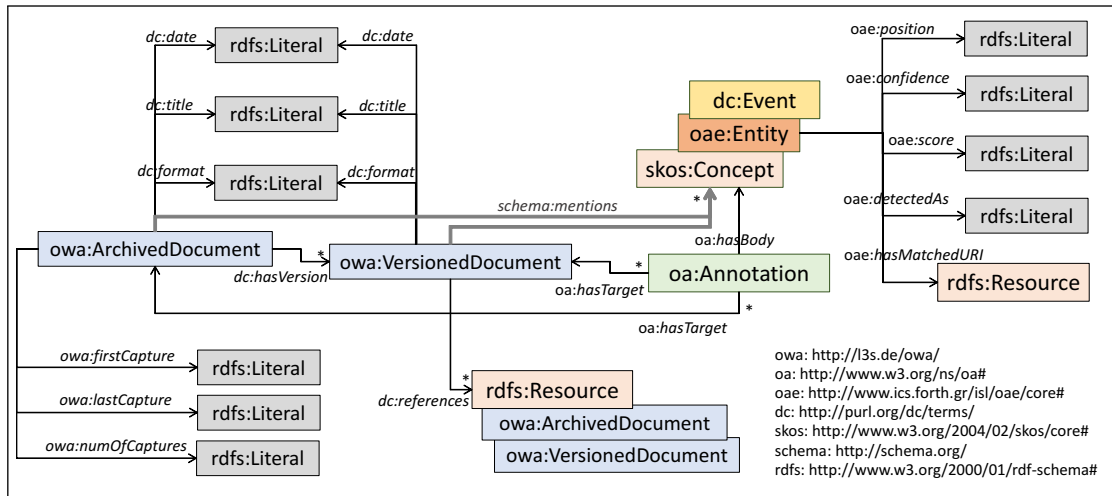 dc:date
rdfs:Literal
dc:date
dc:title
rdfs:Literal
dc:title
dc:format
rdfs:Literal
dc:format
schema:mentions
dc:Event
oae:Entity
skos:Concept
*
oae:position
rdfs:Literal
oae:confidence
rdfs:Literal
oae:score
rdfs:Literal
oae:detectedAs
rdfs:Literal
oae:hasMatchedURI
rdfs:Resource
owa:ArchivedDocument
*
dc:hasVersion
owa:VersionedDocument
oa:hasBody
*
oa:hasTarget
oa:Annotation
*
oa:hasTarget
owa:firstCapture
rdfs:Literal
owa:lastCapture
rdfs:Literal
owa:numOfCaptures
rdfs:Literal
*
dc:references
rdfs:Resource
owa:ArchivedDocument
owa:VersionedDocument
owa: http://l3s.de/owa/
oa: http://www.w3.org/ns/oa#
oae: http://www.ics.forth.gr/isl/oae/core#
dc: http://purl.org/dc/terms/
skos: http://www.w3.org/2004/02/skos/core#
schema: http://schema.org/
rdfs: http://www.w3.org/2000/01/rdf-schema#